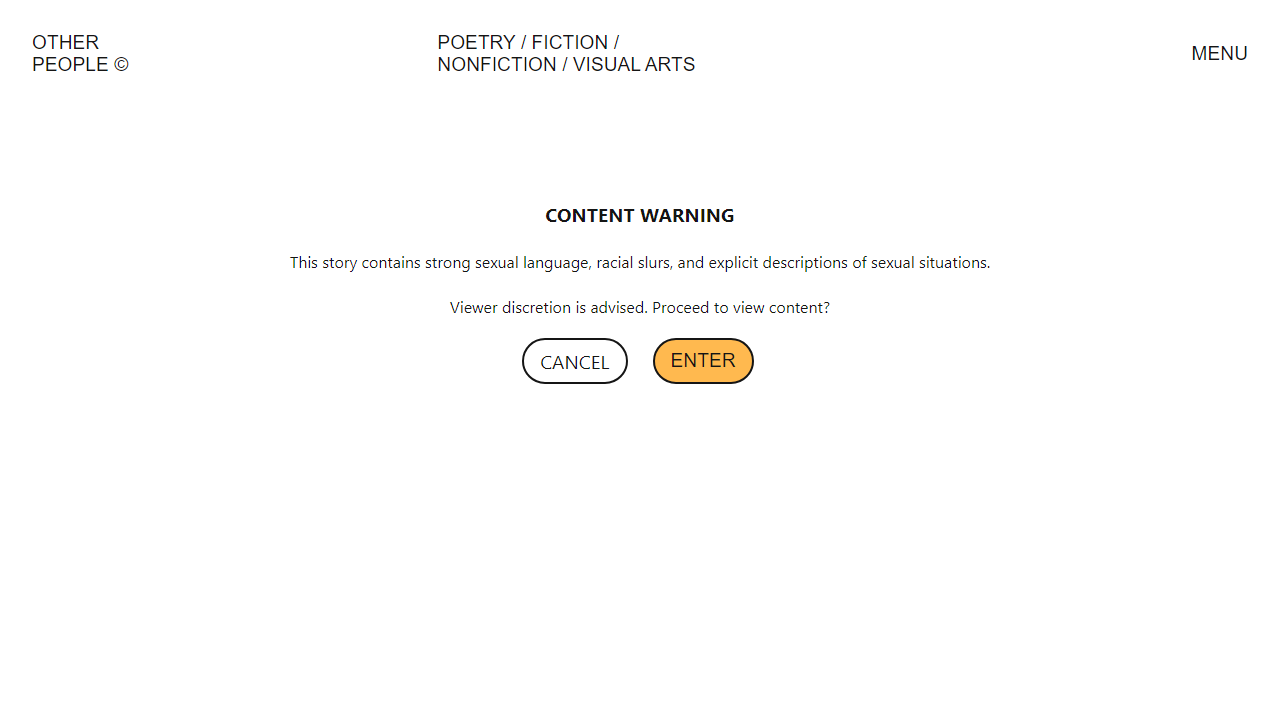 OTHER
PEOPLE ©
POETRY / FICTION /
NONFICTION / VISUAL ARTS
MENU
CONTENT WARNING
This story contains strong sexual language, racial slurs, and explicit descriptions of sexual situations.
Viewer discretion is advised. Proceed to view content?
CANCEL
ENTER